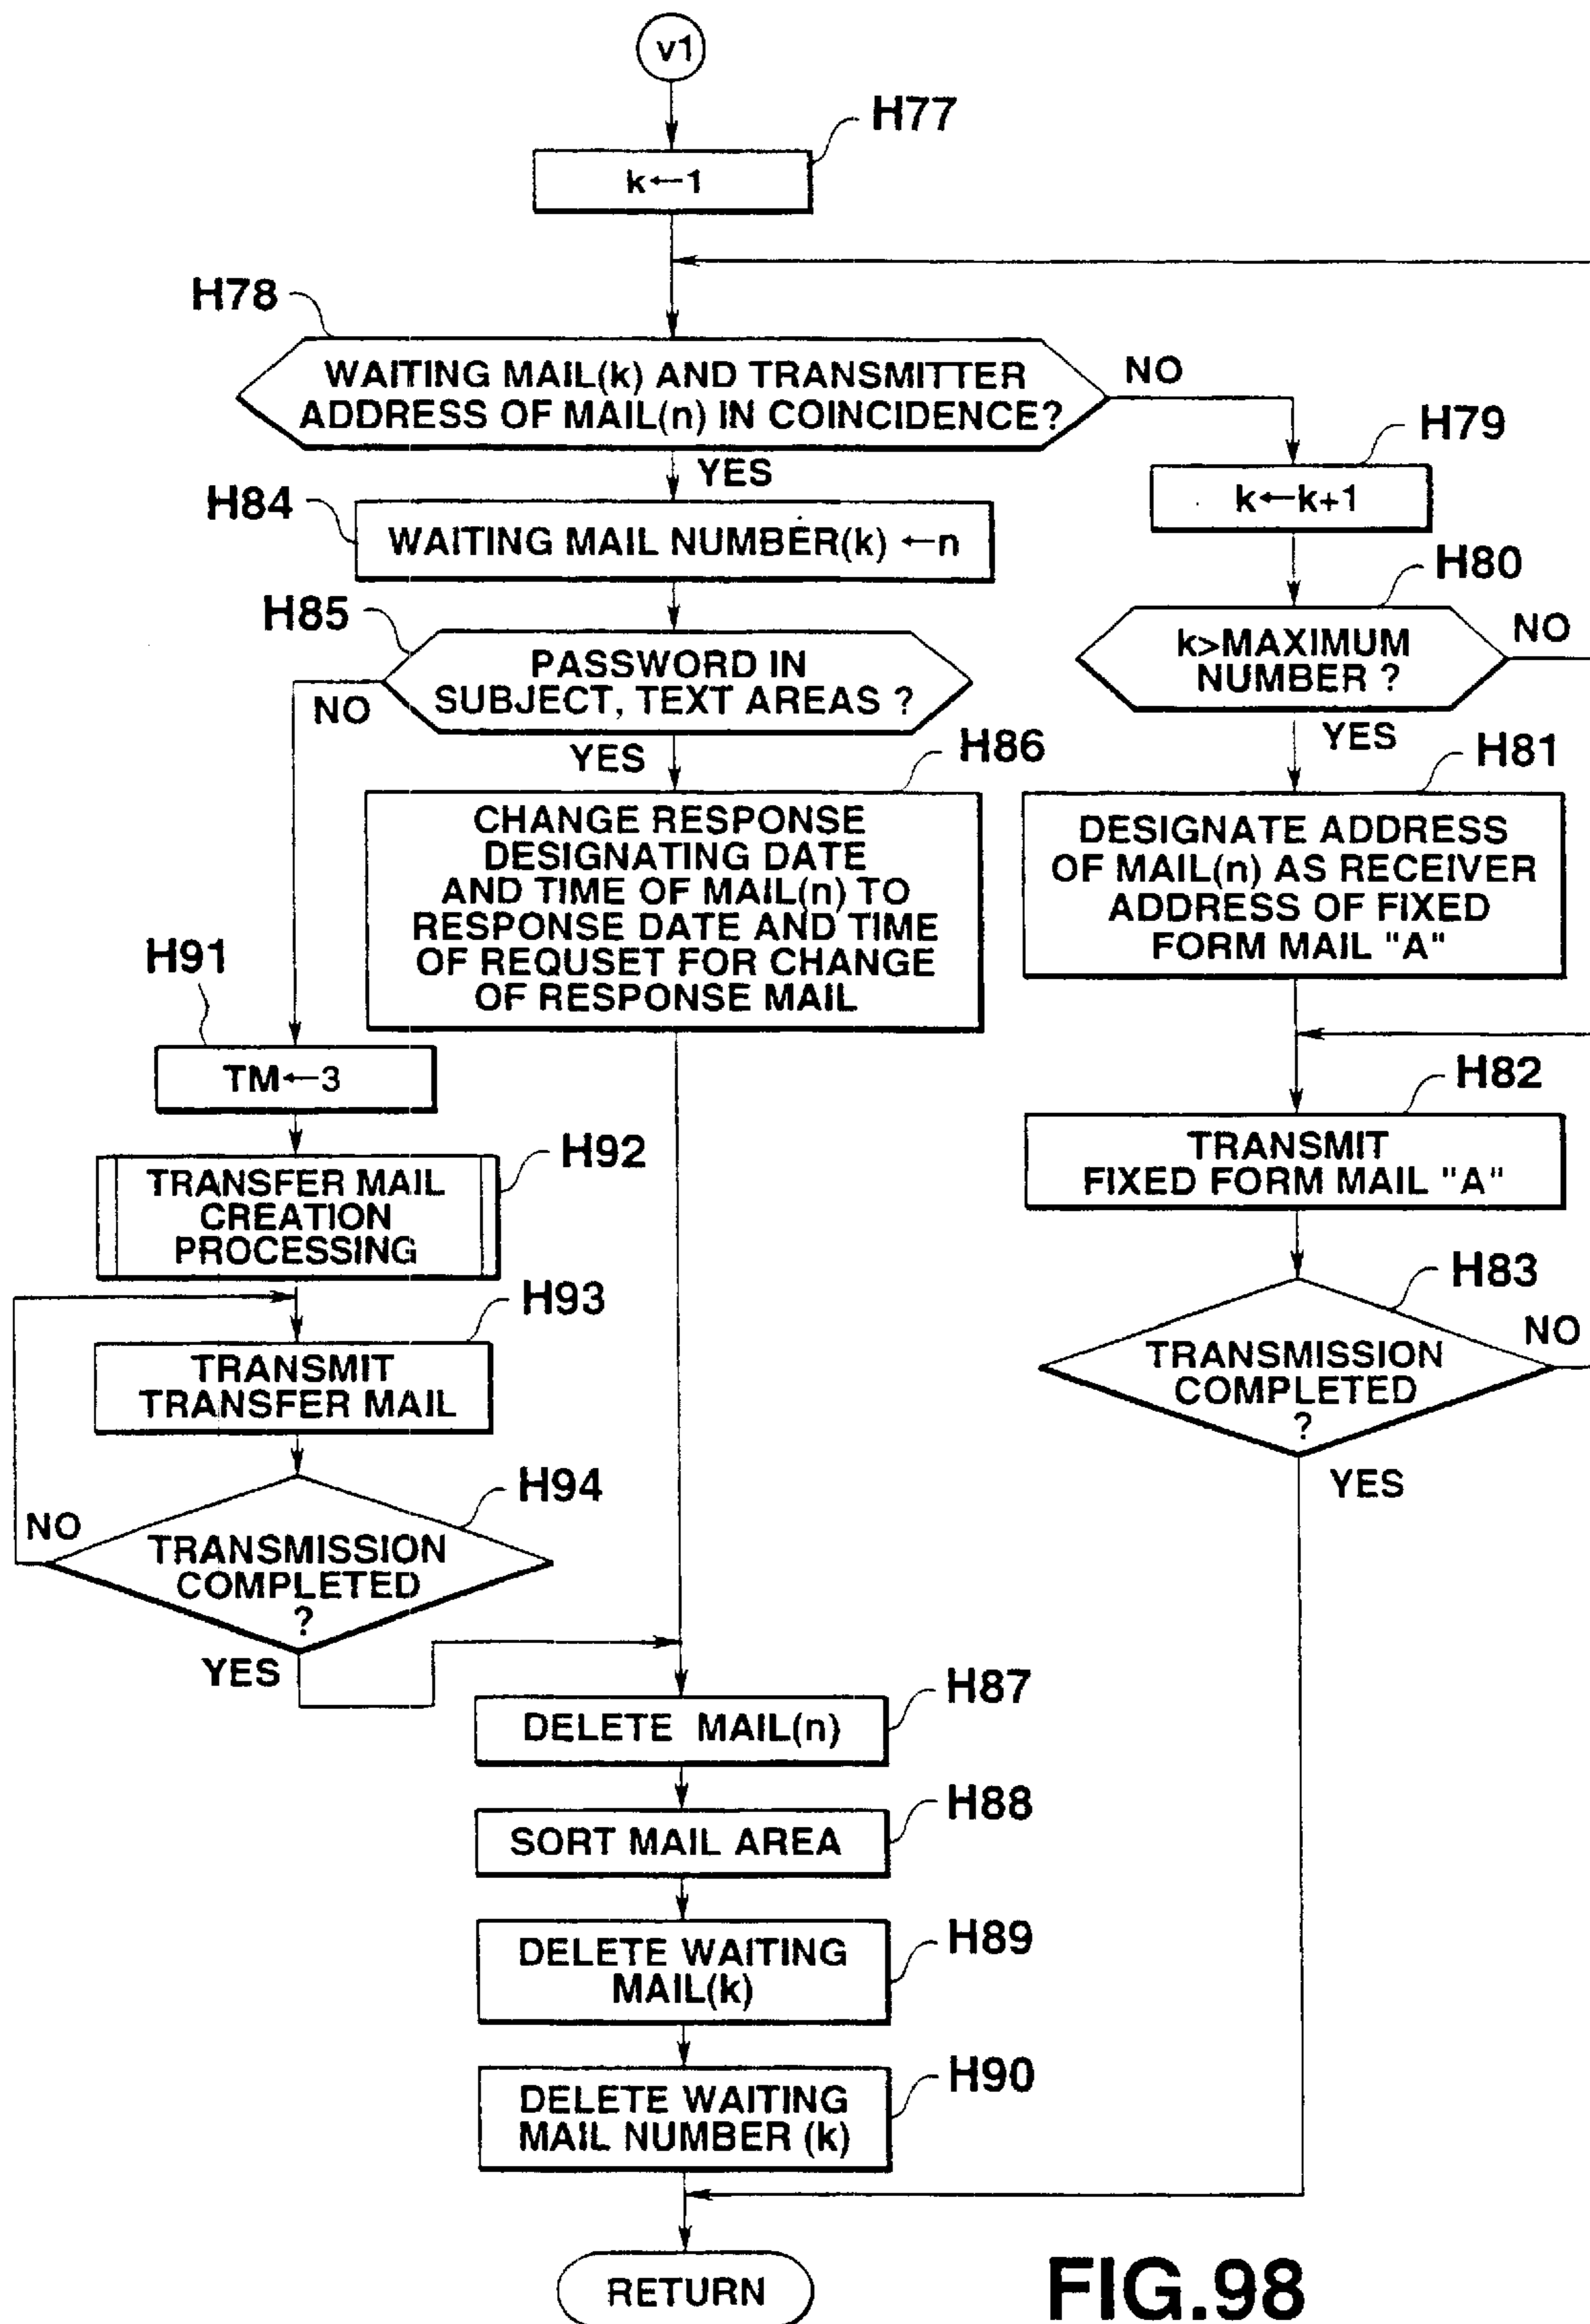 v1
H77
k←1
H78
WAITING MAIL(k) AND TRANSMITTER
ADDRESS OF MAIL(n) IN COINCIDENCE?
NO
YES
H79
k←k+1
H84
WAITING MAIL NUMBER(k) ←n
H80
k>MAXIMUM
NUMBER ?
NO
YES
H85
PASSWORD IN
SUBJECT, TEXT AREAS ?
NO
YES
H86
CHANGE RESPONSE
DESIGNATING DATE
AND TIME OF MAIL(n) TO
RESPONSE DATE AND TIME
OF REQUSET FOR CHANGE
OF RESPONSE MAIL
H81
DESIGNATE ADDRESS
OF MAIL(n) AS RECEIVER
ADDRESS OF FIXED
FORM MAIL "A"
H91
TM←3
H82
TRANSMIT
FIXED FORM MAIL "A"
H92
TRANSFER MAIL
CREATION
PROCESSING
H83
TRANSMISSION
COMPLETED
?
NO
YES
H93
TRANSMIT
TRANSFER MAIL
H94
TRANSMISSION
COMPLETED
?
NO
YES
H87
DELETE MAIL(n)
H88
SORT MAIL AREA
H89
DELETE WAITING
MAIL(k)
H90
DELETE WAITING
MAIL NUMBER (k)
RETURN
FIG.98